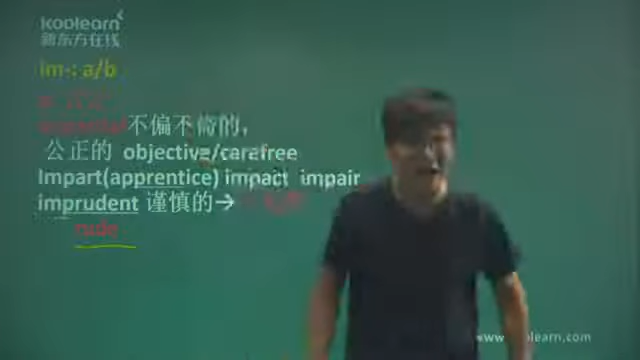 koolearn
新东方在线
im-: a/b
impartial 不偏不倚的,
公正的 objective/carefree
Impart(apprentice) impact impair
imprudent 谨慎的→
rude
www.koolearn.com